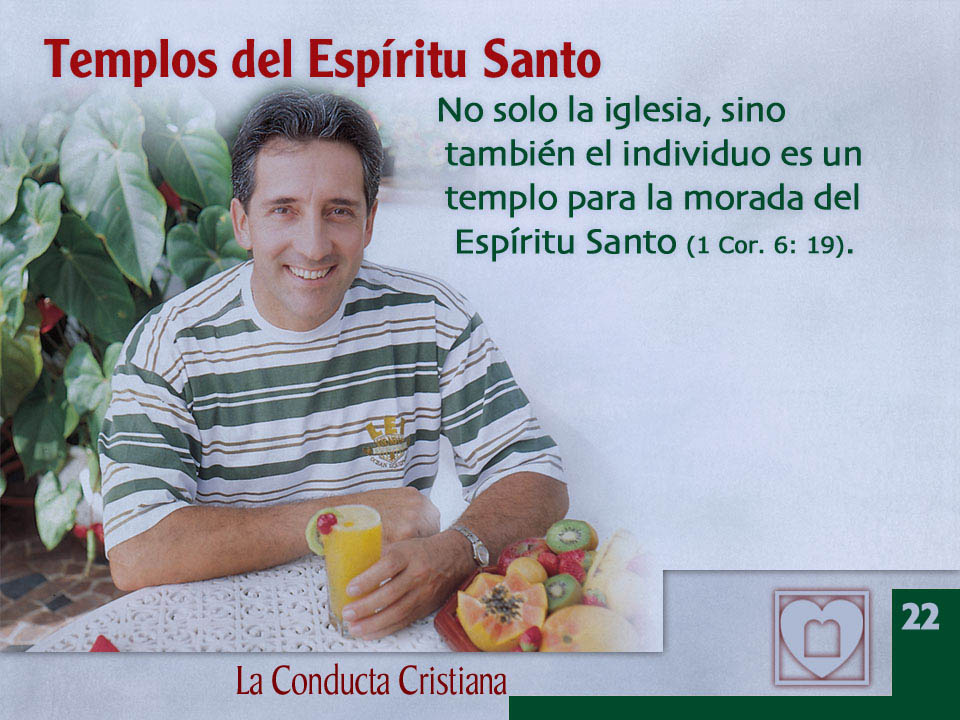 Templos del Espíritu Santo
No solo la iglesia, sino
también el individuo es un
templo para la morada del
Espíritu Santo (1 Cor. 6: 19).
22
La Conducta Cristiana